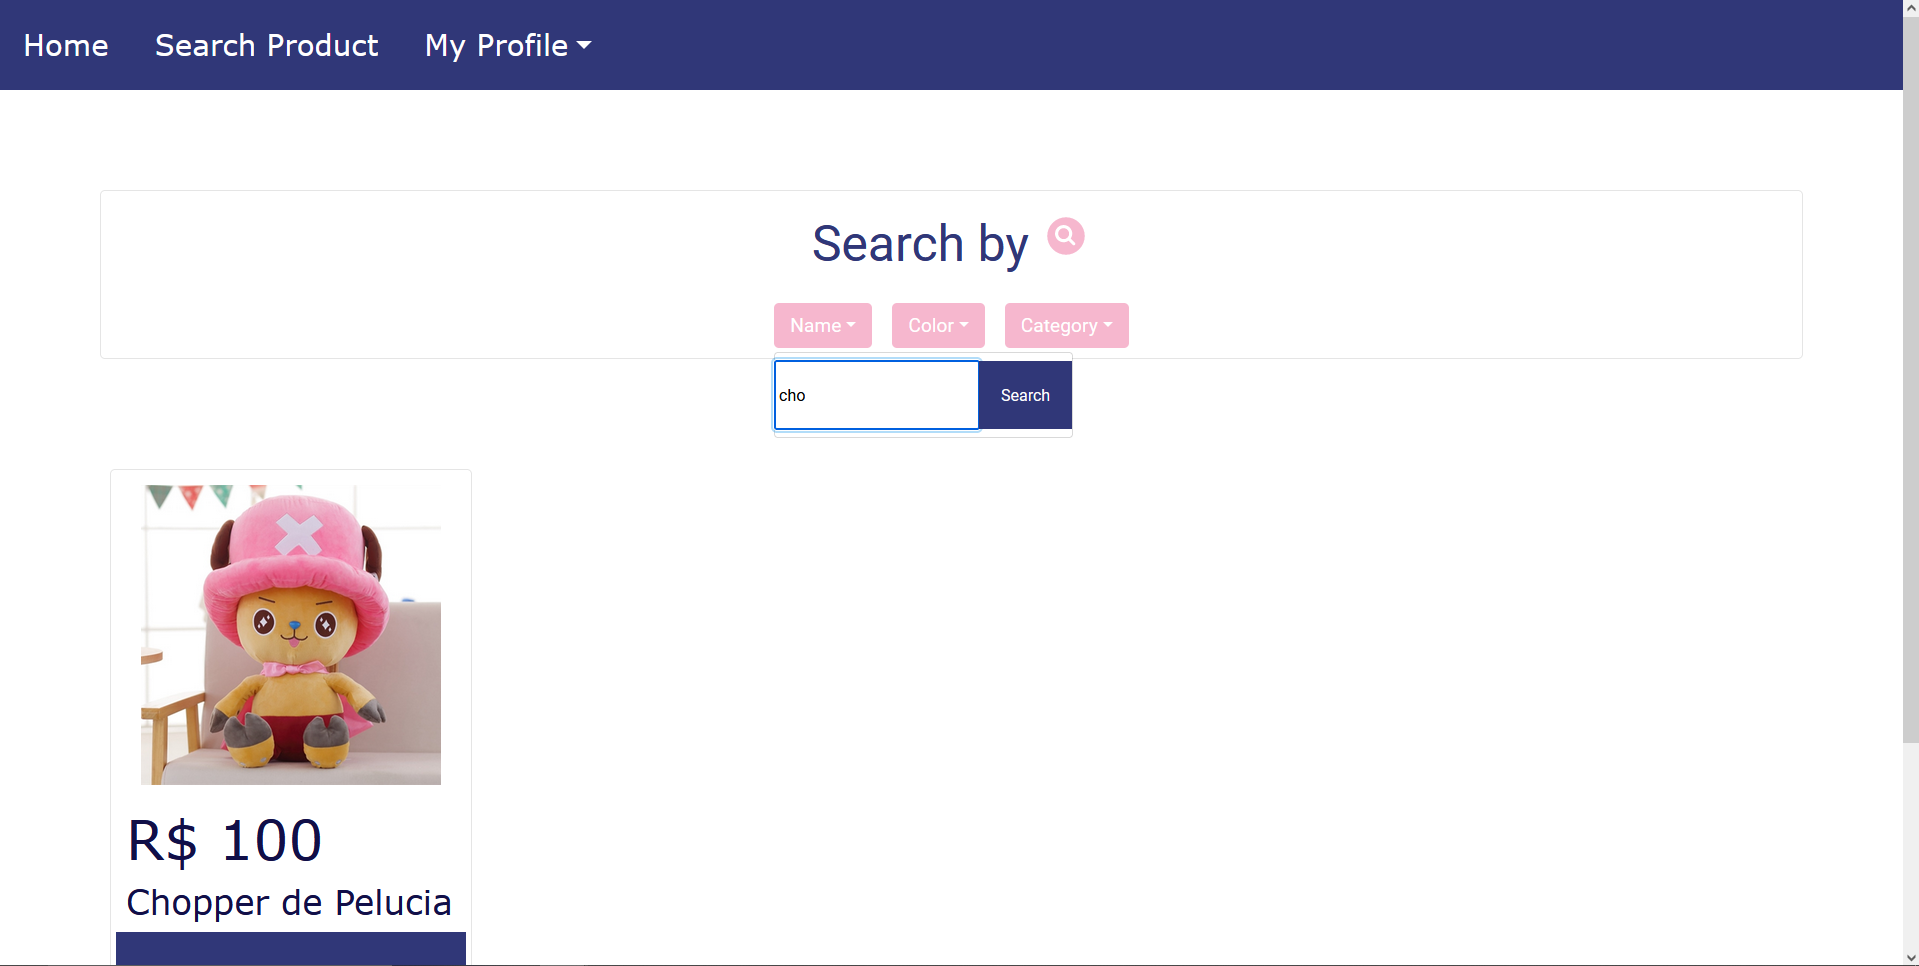 Home Search Product My Profile
Search by
Name Color Category
cho Search
R$ 100
Chopper de Pelucia